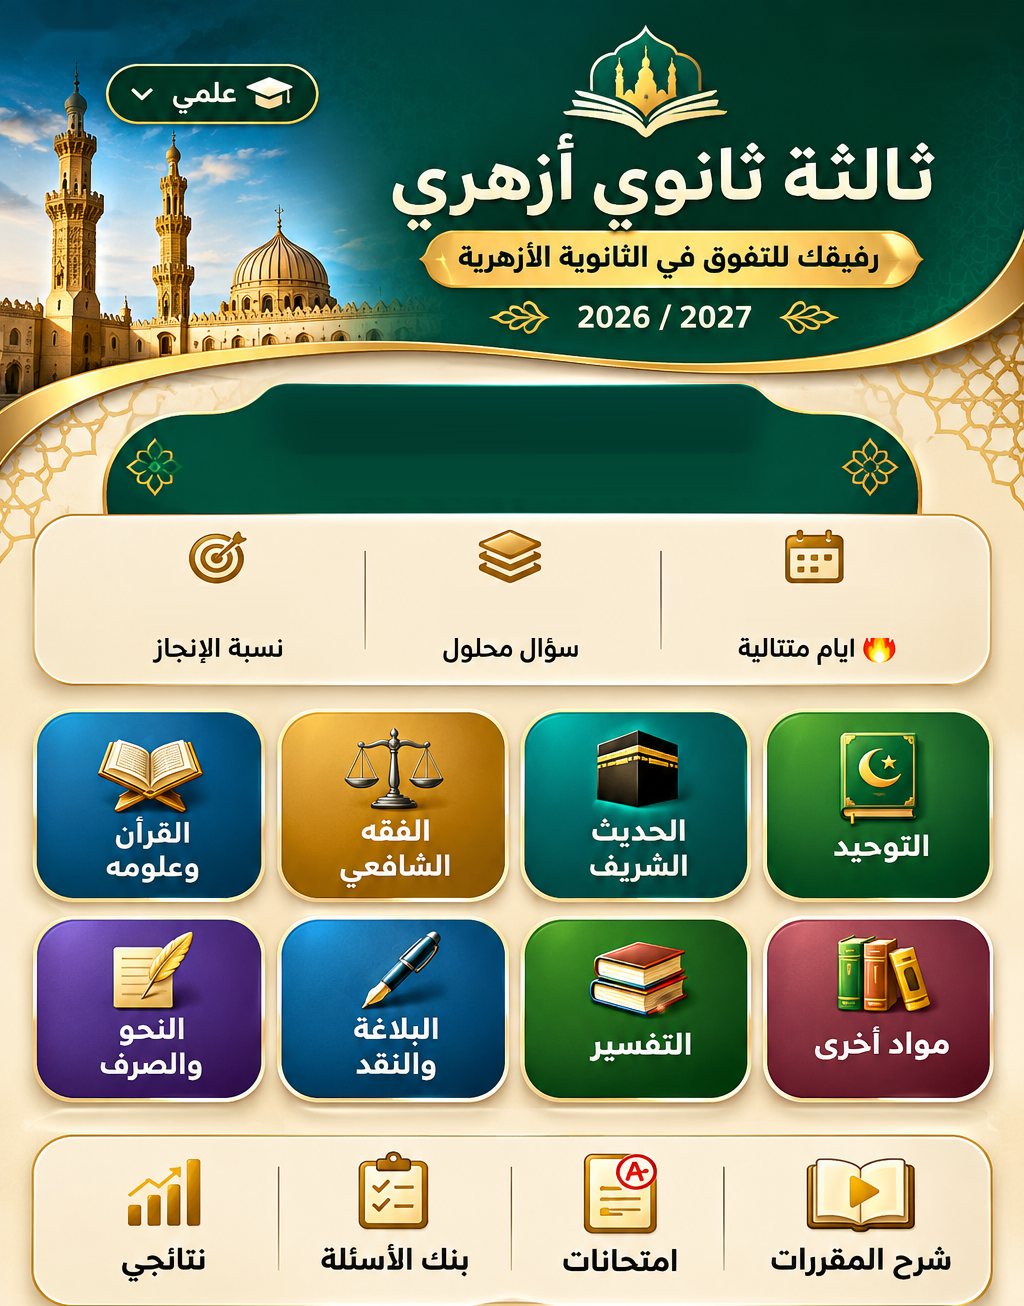 علمي
ثالثة ثانوي أزهري
رفيقك للتفوق في الثانوية الأزهرية
2026 / 2027
🔥 ايام متتالية
سؤال محلول
نسبة الإنجاز
التوحيد
الحديث
الشريف
الفقه
الشافعي
القرأن
وعلومه
مواد أخرى
التفسير
البلاغة
والنقد
النحو
والصرف
شرح المقررات
A+
امتحانات
بنك الأسئلة
نتائجي